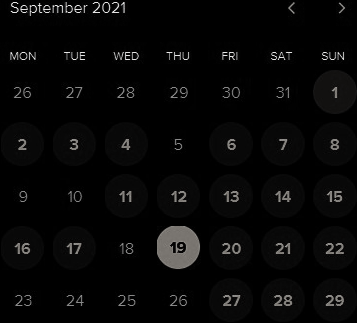 September 2021 < >
MON TUE WED THU FRI SAT SUN
26 27 28 29 30 31 1
2 3 4 5 6 7 8
9 10 11 12 13 14 15
16 17 18 19 20 21 22
23 24 25 26 27 28 29